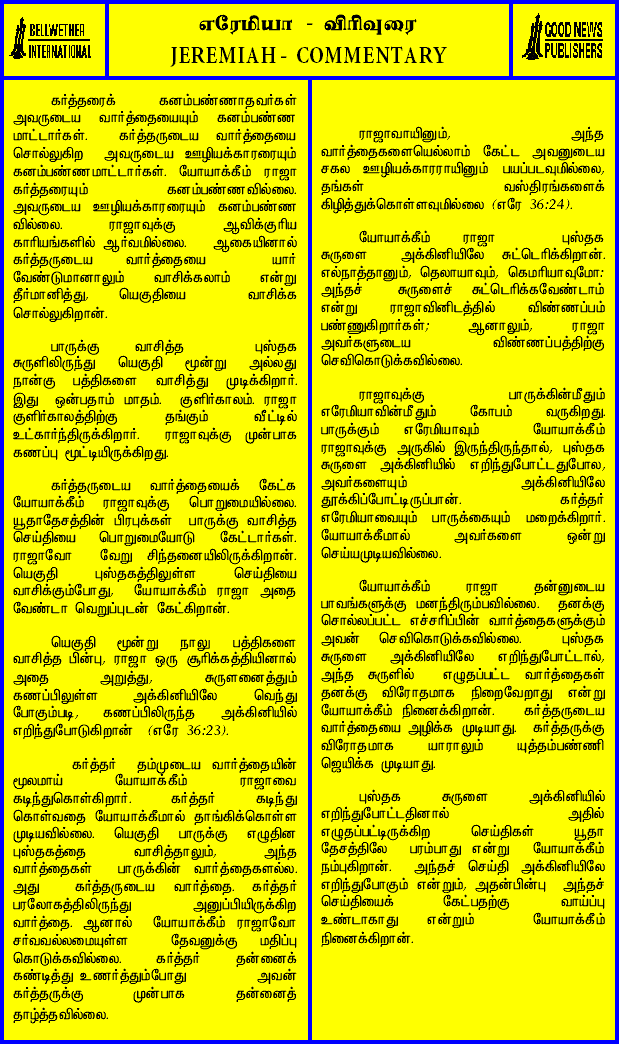 BELLWETHER
INTERNATIONAL
எரேமியா - விரிவுரை
JEREMIAH - COMMENTARY
GOOD NEWS
PUBLISHERS
கர்த்தரைக் கனம்பண்ணாதவர்கள்
அவருடைய வார்த்தையையும் கனம்பண்ண
மாட்டார்கள். கர்த்தருடைய வார்த்தையை
சொல்லுகிற அவருடைய ஊழியக்காரரையும்
கனம்பண்ணமாட்டார்கள். யோயாக்கீம் ராஜா
கர்த்தரையும் கனம்பண்ணவில்லை.
அவருடைய ஊழியக்காரரையும் கனம்பண்ண
வில்லை. ராஜாவுக்கு ஆவிக்குரிய
காரியங்களில் ஆர்வமில்லை. ஆகையினால்
கர்த்தருடைய வார்த்தையை யார்
வேண்டுமானாலும் வாசிக்கலாம் என்று
தீர்மானித்து, யெகுதியை வாசிக்க
சொல்லுகிறான்.
பாருக்கு வாசித்த புஸ்தக
சுருளிலிருந்து யெகுதி மூன்று அல்லது
நான்கு பத்திகளை வாசித்து முடிக்கிறார்.
இது ஒன்பதாம் மாதம். குளிர்காலம். ராஜா
குளிர்காலத்திற்கு தங்கும் வீட்டில்
உட்கார்ந்திருக்கிறார். ராஜாவுக்கு முன்பாக
கணப்பு மூட்டியிருக்கிறது.
கர்த்தருடைய வார்த்தையைக் கேட்க
யோயாக்கீம் ராஜாவுக்கு பொறுமையில்லை.
யூதாதேசத்தின் பிரபுக்கள் பாருக்கு வாசித்த
செய்தியை பொறுமையோடு கேட்டார்கள்.
ராஜாவோ வேறு சிந்தனையிலிருக்கிறான்.
யெகுதி புஸ்தகத்திலுள்ள செய்தியை
வாசிக்கும்போது, யோயாக்கீம் ராஜா அதை
வேண்டா வெறுப்புடன் கேட்கிறான்.
யெகுதி மூன்று நாலு பத்திகளை
வாசித்த பின்பு, ராஜா ஒரு சூரிக்கத்தியினால்
அதை அறுத்து, சுருளனைத்தும்
கணப்பிலுள்ள அக்கினியிலே வெந்து
போகும்படி, கணப்பிலிருந்த அக்கினியில்
எறிந்துபோடுகிறான் (எரே 36:23).
கர்த்தர் தம்முடைய வார்த்தையின்
மூலமாய் யோயாக்கீம் ராஜாவை
கடிந்துகொள்கிறார். கர்த்தர் கடிந்து
கொள்வதை யோயாக்கீமால் தாங்கிக்கொள்ள
முடியவில்லை. யெகுதி பாருக்கு எழுதின
புஸ்தகத்தை வாசித்தாலும், அந்த
வார்த்தைகள் பாருக்கின் வார்த்தைகளல்ல.
அது கர்த்தருடைய வார்த்தை. கர்த்தர்
பரலோகத்திலிருந்து அனுப்பியிருக்கிற
வார்த்தை. ஆனால் யோயாக்கீம் ராஜாவோ
சர்வவல்லமையுள்ள தேவனுக்கு மதிப்பு
கொடுக்கவில்லை. கர்த்தர் தன்னைக்
கண்டித்து உணர்த்தும்போது அவன்
கர்த்தருக்கு முன்பாக தன்னைத்
தாழ்த்தவில்லை.
ராஜாவாயினும், அந்த
வார்த்தைகளையெல்லாம் கேட்ட அவனுடைய
சகல ஊழியக்காரராயினும் பயப்படவுமில்லை,
தங்கள் வஸ்திரங்களைக்
கிழித்துக்கொள்ளவுமில்லை (எரே 36:24).
யோயாக்கீம் ராஜா புஸ்தக
சுருளை அக்கினியிலே சுட்டெரிக்கிறான்.
எல்நாத்தானும், தெலாயாவும், கெமரியாவுமோ:
அந்தச் சுருளைச் சுட்டெரிக்கவேண்டாம்
என்று ராஜாவினிடத்தில் விண்ணப்பம்
பண்ணுகிறார்கள்; ஆனாலும், ராஜா
அவர்களுடைய விண்ணப்பத்திற்கு
செவிகொடுக்கவில்லை.
ராஜாவுக்கு பாருக்கின்மீதும்
எரேமியாவின்மீதும் கோபம் வருகிறது.
பாருக்கும் எரேமியாவும் யோயாக்கீம்
ராஜாவுக்கு அருகில் இருந்திருந்தால், புஸ்தக
சுருளை அக்கினியில் எறிந்துபோட்டதுபோல,
அவர்களையும் அக்கினியிலே
தூக்கிப்போட்டிருப்பான். கர்த்தர்
எரேமியாவையும் பாருக்கையும் மறைக்கிறார்.
யோயாக்கீமால் அவர்களை ஒன்று
செய்யமுடியவில்லை.
யோயாக்கீம் ராஜா தன்னுடைய
பாவங்களுக்கு மனந்திரும்பவில்லை. தனக்கு
சொல்லப்பட்ட எச்சரிப்பின் வார்த்தைகளுக்கும்
அவன் செவிகொடுக்கவில்லை. புஸ்தக
சுருளை அக்கினியிலே எறிந்துபோட்டால்,
அந்த சுருளில் எழுதப்பட்ட வார்த்தைகள்
தனக்கு விரோதமாக நிறைவேறாது என்று
யோயாக்கீம் நினைக்கிறான். கர்த்தருடைய
வார்த்தையை அழிக்க முடியாது. கர்த்தருக்கு
விரோதமாக யாராலும் யுத்தம்பண்ணி
ஜெயிக்க முடியாது.
புஸ்தக சுருளை அக்கினியில்
எறிந்துபோட்டதினால் அதில்
எழுதப்பட்டிருக்கிற செய்திகள் யூதா
தேசத்திலே பரம்பாது என்று யோயாக்கீம்
நம்புகிறான். அந்தச் செய்தி அக்கினியிலே
எறிந்துபோகும் என்றும், அதன்பின்பு அந்தச்
செய்தியைக் கேட்பதற்கு வாய்ப்பு
உண்டாகாது என்றும் யோயாக்கீம்
நினைக்கிறான்.